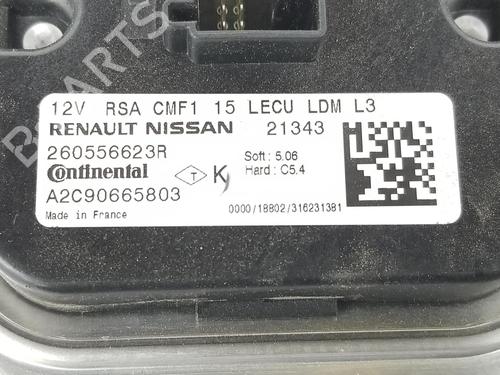 12V RSA CMF1 15 LECU LDM L3
RENAULT NISSAN 21343
260556623R
Soft : 5.06
Continental T K Hard : C5.4
A2C90665803
Made in France 0000/18802/316231381